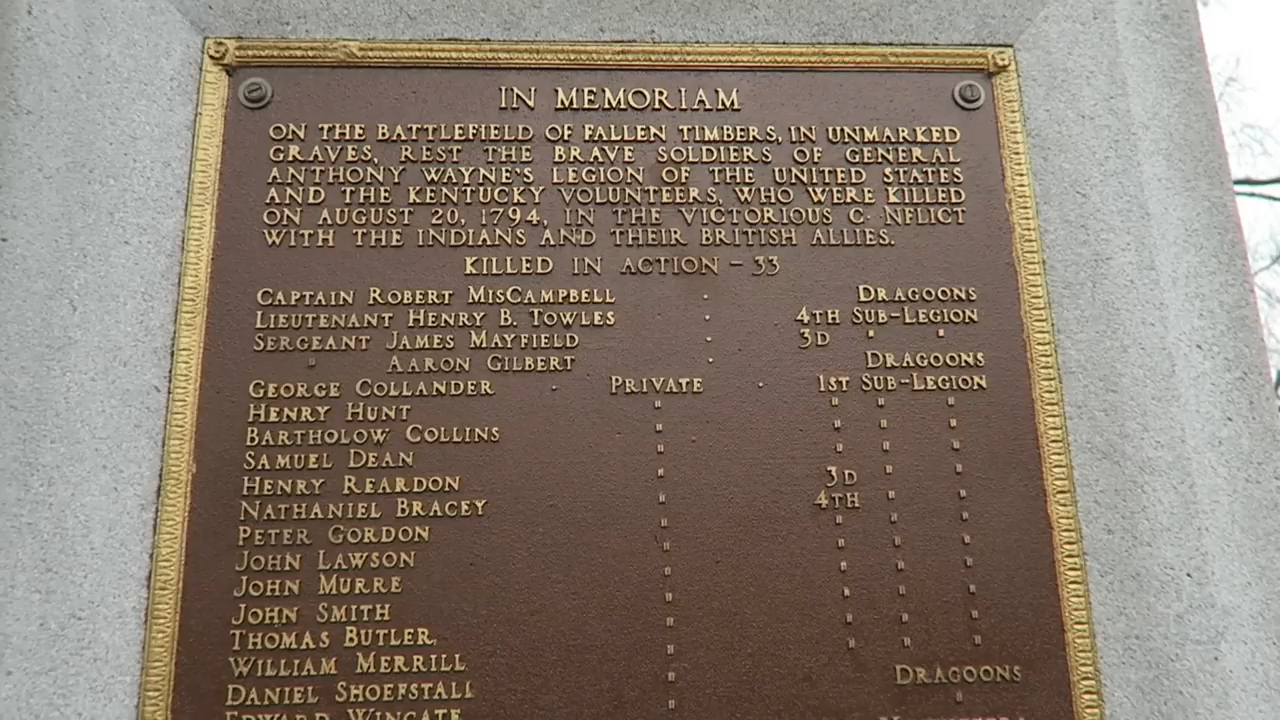 IN MEMORIAM
ON THE BATTLEFIELD OF FALLEN TIMBERS, IN UNMARKED
GRAVES, REST THE BRAVE SOLDIERS OF GENERAL
ANTHONY WAYNE'S LEGION OF THE UNITED STATES
AND THE KENTUCKY VOLUNTEERS, WHO WERE KILLED
ON AUGUST 20, 1794, IN THE VICTORIOUS C NFLICT
WITH THE INDIANS AND THEIR BRITISH ALLIES.
KILLED IN ACTION - 33
CAPTAIN ROBERT MISCAMPBELL . DRAGOONS
LIEUTENANT HENRY B. TOWLES . 4TH SUB-LEGION
SERGEANT JAMES MAYFIELD . 3D " "
" AARON GILBERT . DRAGOONS
GEORGE COLLANDER . PRIVATE . 1ST SUB-LEGION
HENRY HUNT " " " "
BARTHOLOW COLLINS " " " "
SAMUEL DEAN " " " "
HENRY REARDON " 3D " "
NATHANIEL BRACEY " 4TH " "
PETER GORDON " " " "
JOHN LAWSON " " " "
JOHN MURRE " " " "
JOHN SMITH " " " "
THOMAS BUTLER, " " " "
WILLIAM MERRILL " DRAGOONS
DANIEL SHOEFSTALL " "
EDWARD WINGATE